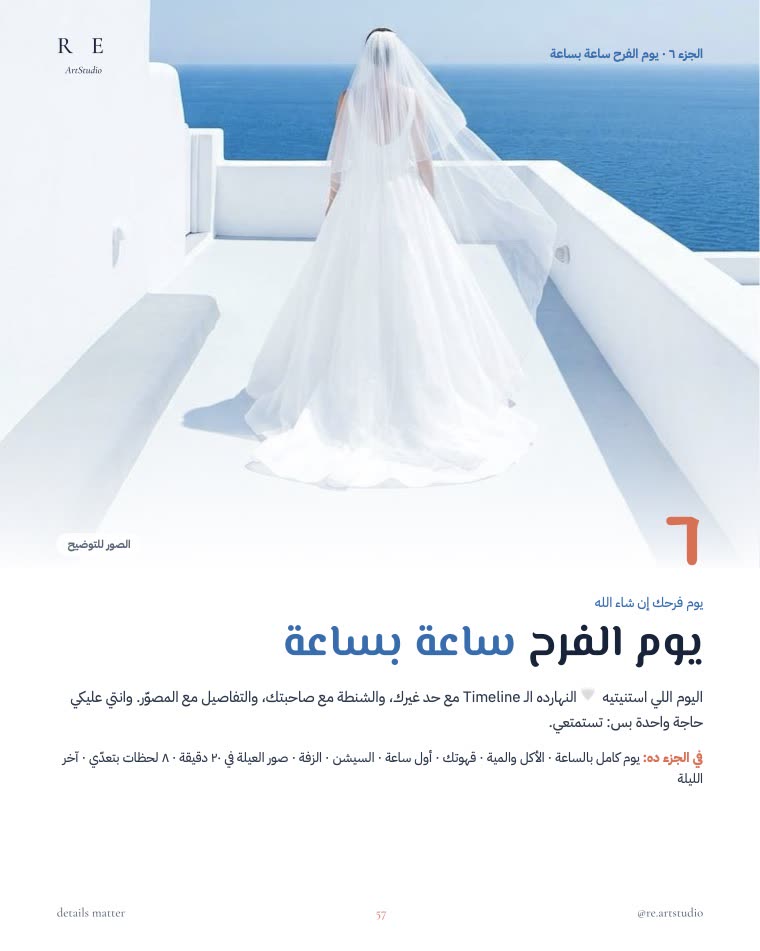 R E
ArtStudio
الجزء ٦ · يوم الفرح ساعة بساعة
الصور للتوضيح
٦
يوم فرحك إن شاء الله
يوم الفرح ساعة بساعة
اليوم اللي استنيتيه 🤍 النهارده الـ Timeline مع حد غيرك، والشنطة مع صاحبتك، والتفاصيل مع المصوّر. وانتي عليكي
حاجة واحدة بس: تستمتعي.
في الجزء ده: يوم كامل بالساعة · الأكل والمية · قهوتك · أول ساعة · السيشن · الزفة · صور العيلة في ٢٠ دقيقة · ٨ لحظات بتعدّي · آخر
الليلة
details matter
57
@re.artstudio